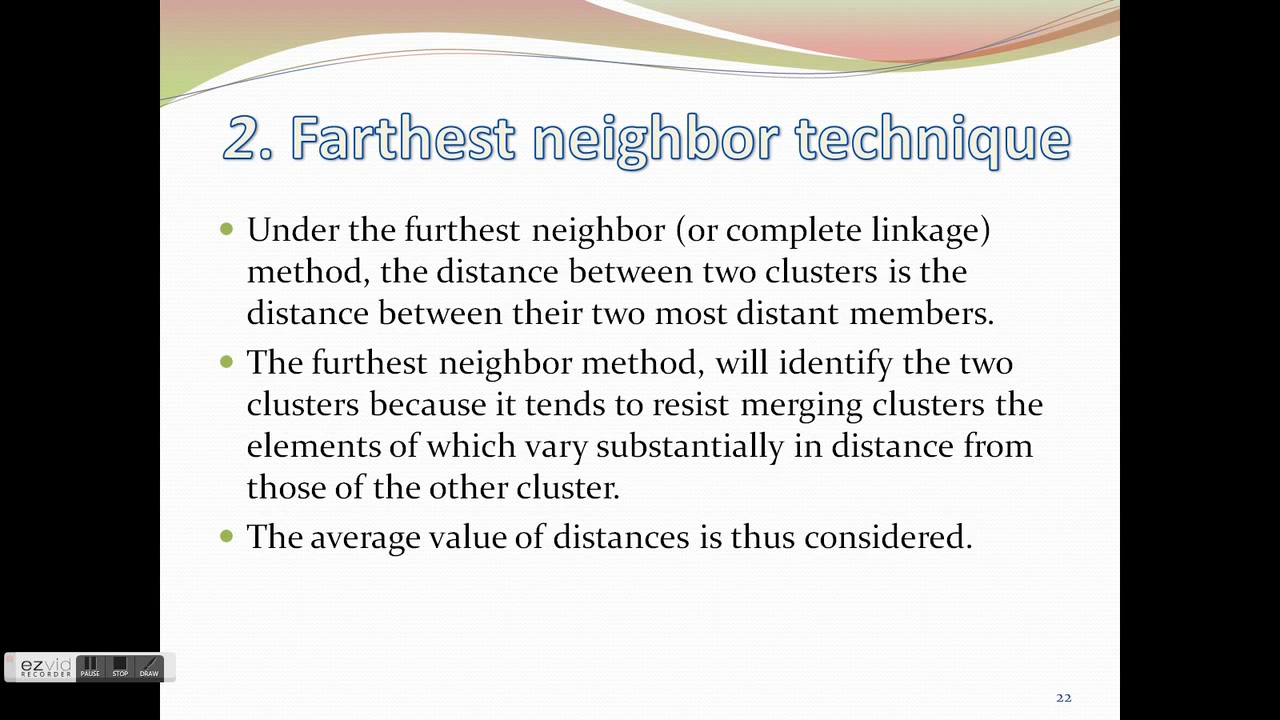 2. Farthest neighbor technique
• Under the furthest neighbor (or complete linkage)
method, the distance between two clusters is the
distance between their two most distant members.
• The furthest neighbor method, will identify the two
clusters because it tends to resist merging clusters the
elements of which vary substantially in distance from
those of the other cluster.
• The average value of distances is thus considered.
ezvid
RECORDER
PAUSE STOP DRAW
22